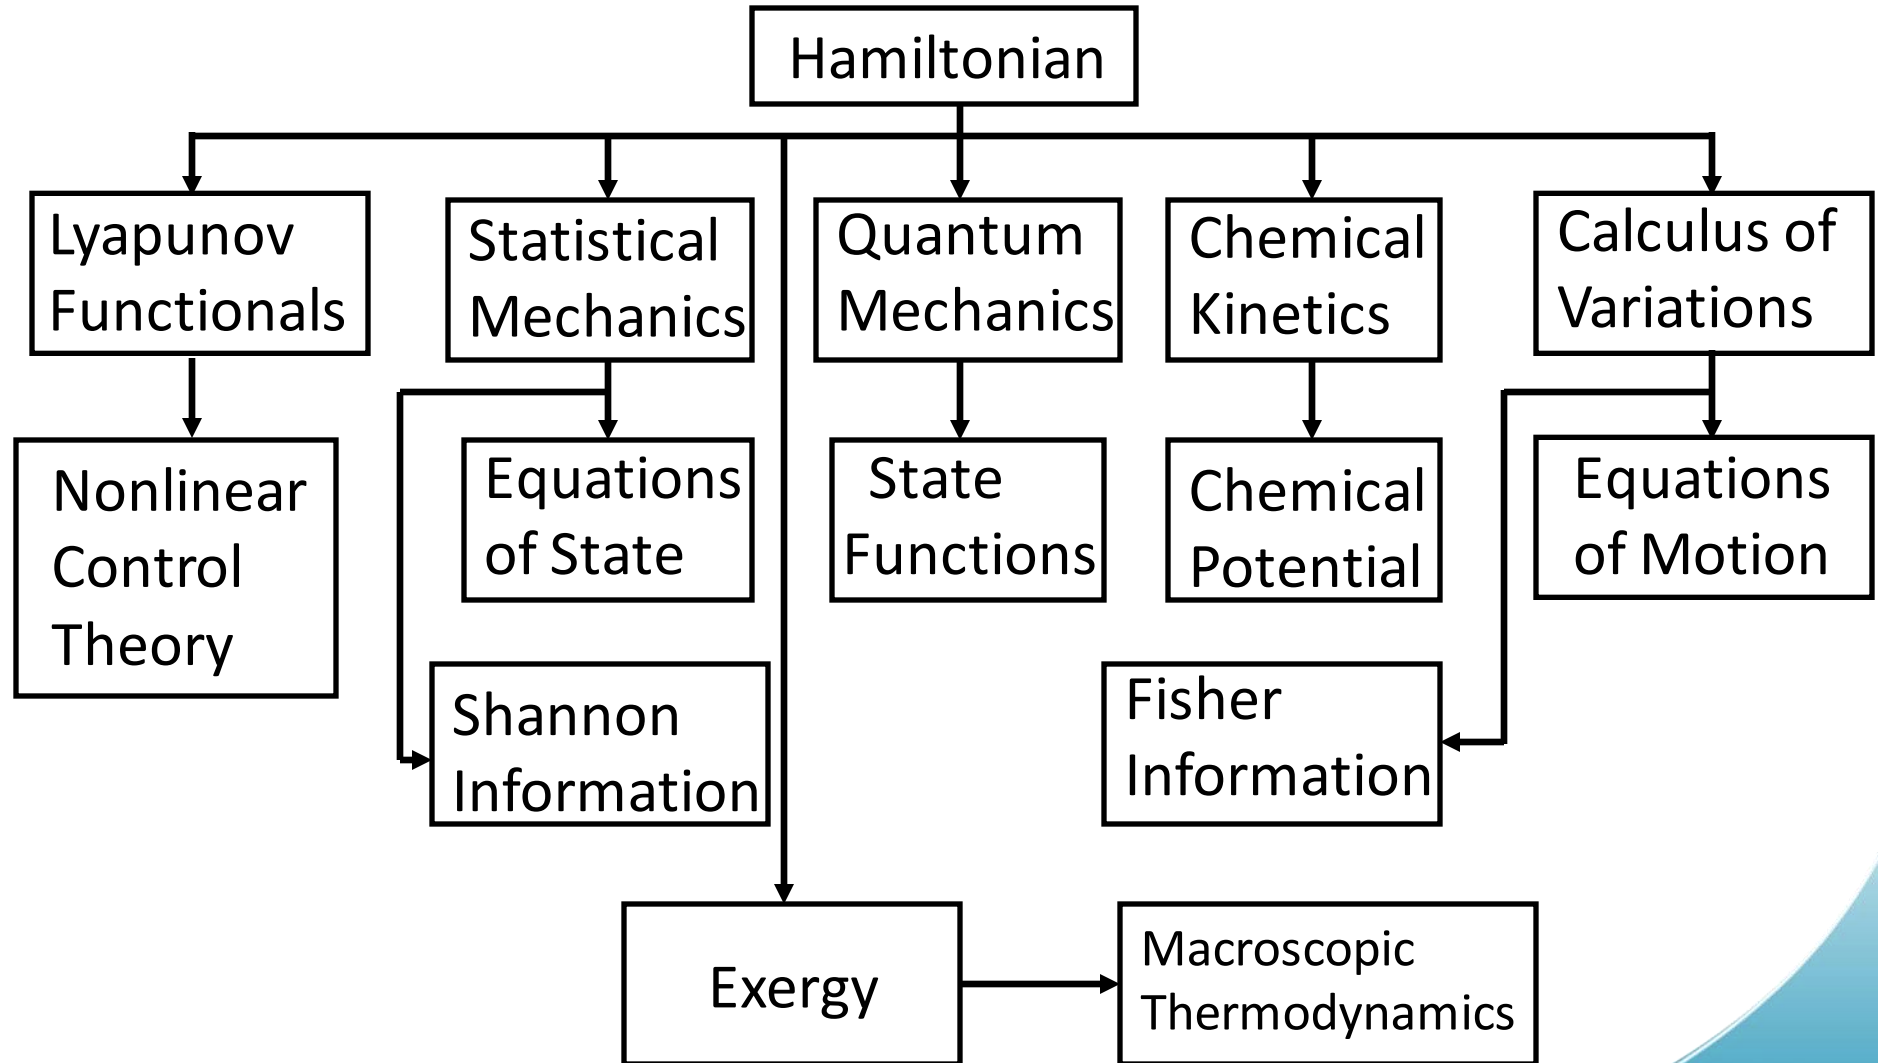 Hamiltonian
Lyapunov
Functionals
Statistical
Mechanics
Quantum
Mechanics
Chemical
Kinetics
Calculus of
Variations
Nonlinear
Control
Theory
Equations
of State
State
Functions
Chemical
Potential
Equations
of Motion
Shannon
Information
Fisher
Information
Exergy
Macroscopic
Thermodynamics